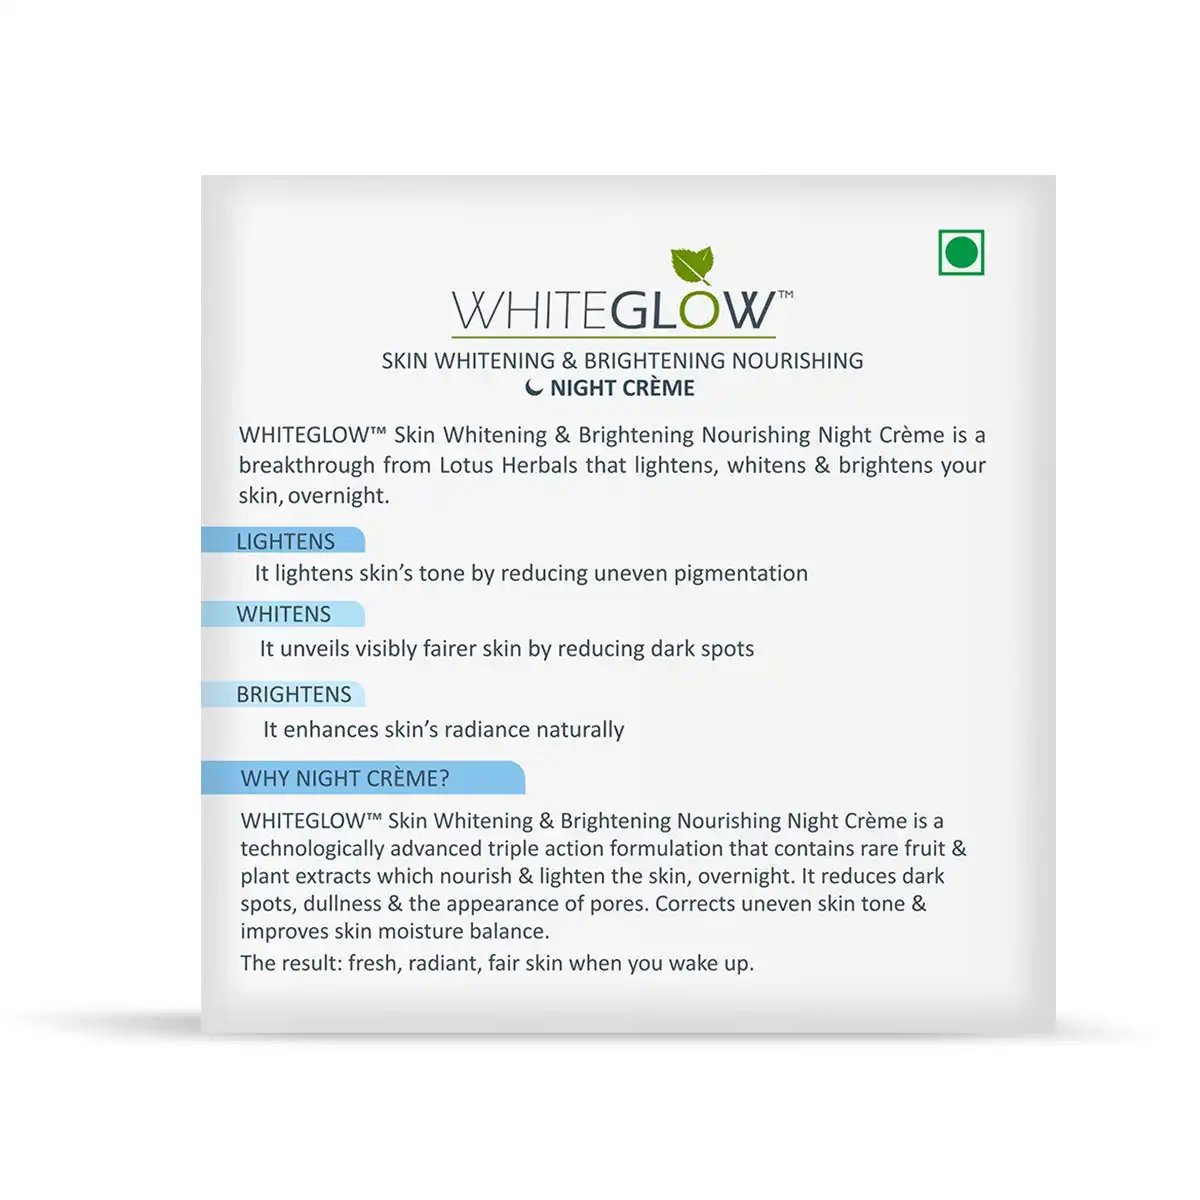 WHITEGLOW™
SKIN WHITENING & BRIGHTENING NOURISHING
NIGHT CRÈME
WHITEGLOW™ Skin Whitening & Brightening Nourishing Night Crème is a
breakthrough from Lotus Herbals that lightens, whitens & brightens your
skin, overnight.
LIGHTENS
It lightens skin’s tone by reducing uneven pigmentation
WHITENS
It unveils visibly fairer skin by reducing dark spots
BRIGHTENS
It enhances skin’s radiance naturally
WHY NIGHT CRÈME?
WHITEGLOW™ Skin Whitening & Brightening Nourishing Night Crème is a
technologically advanced triple action formulation that contains rare fruit &
plant extracts which nourish & lighten the skin, overnight. It reduces dark
spots, dullness & the appearance of pores. Corrects uneven skin tone &
improves skin moisture balance.
The result: fresh, radiant, fair skin when you wake up.